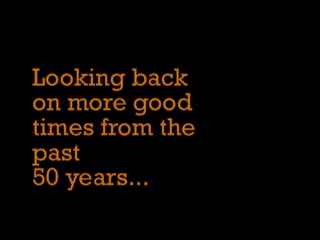 Looking back
on more good
times from the
past
50 years...